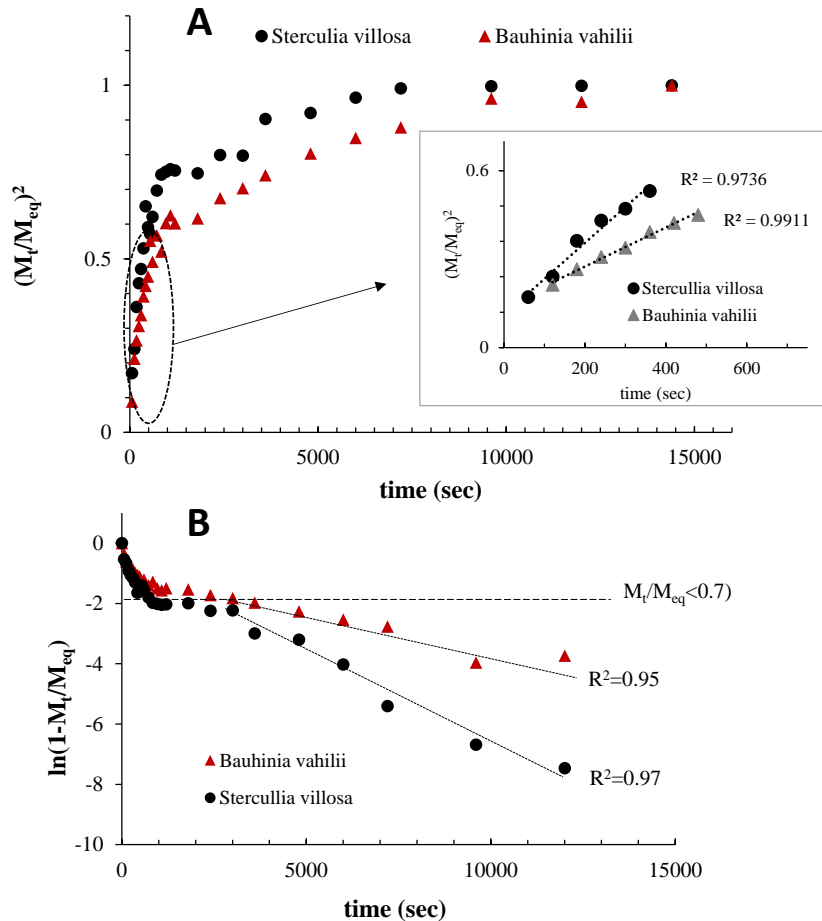 A
Sterculia villosa
Bauhinia vahilii
1
0.5
0
(Mt/Meq)²
0
5000
10000
15000
time (sec)
0.6
0
(Mt/Meq)²
R² = 0.9736
R² = 0.9911
Stercullia villosa
Bauhinia vahilii
0
200
400
600
time (sec)
B
0
-2
-4
-6
-8
-10
ln(1-Mt/Meq)
Mt/Meq<0.7)
R²=0.95
R²=0.97
Bauhinia vahilii
Stercullia villosa
0
5000
10000
15000
time (sec)